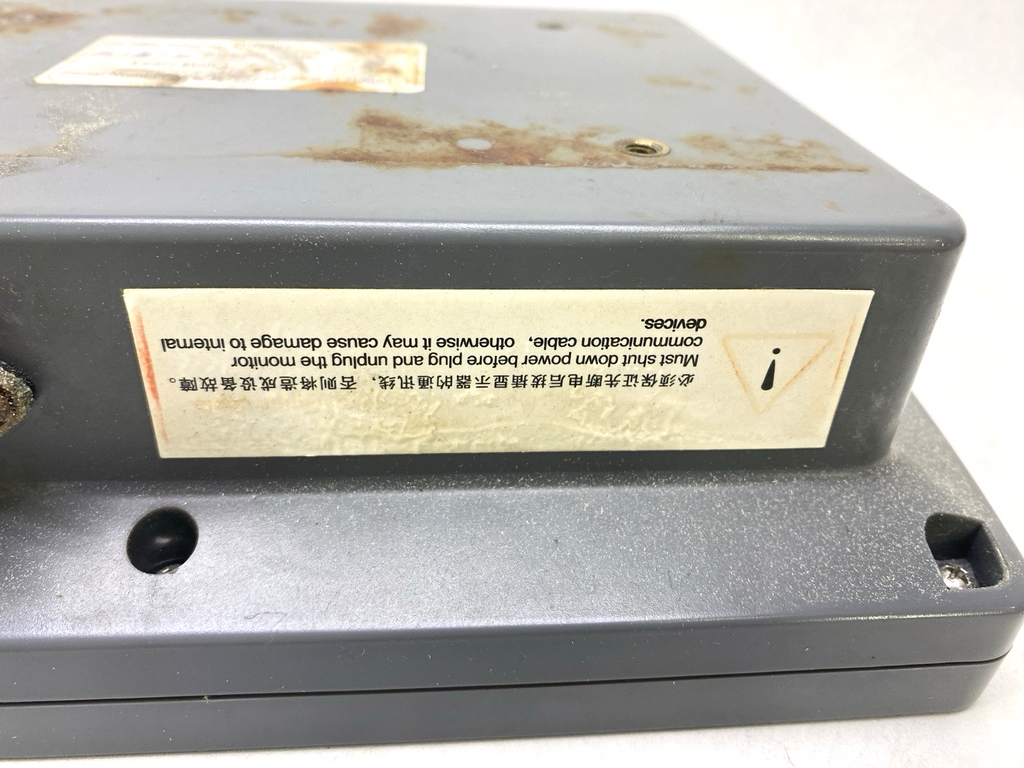 必须保证先断电后拔插显示器的通讯线，否则将造成设备故障。
Must shut down power before plug and unplug the monitor
communication cable, otherwise it may cause damage to internal
devices.